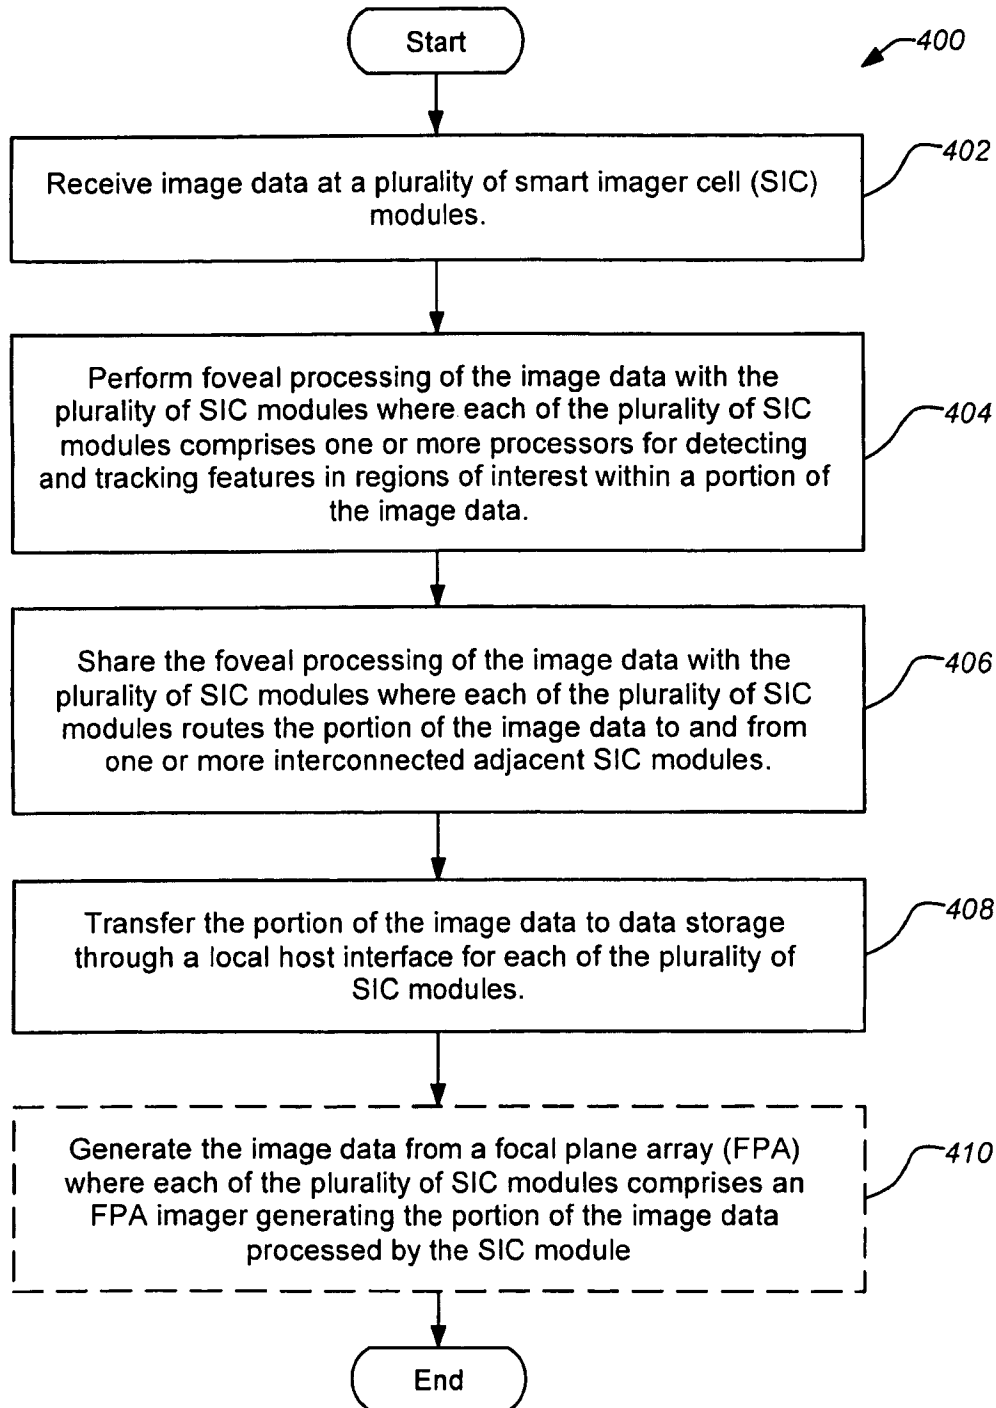 Start
400
402
Receive image data at a plurality of smart imager cell (SIC)
modules.
404
Perform foveal processing of the image data with the
plurality of SIC modules where each of the plurality of SIC
modules comprises one or more processors for detecting
and tracking features in regions of interest within a portion of
the image data.
406
Share the foveal processing of the image data with the
plurality of SIC modules where each of the plurality of SIC
modules routes the portion of the image data to and from
one or more interconnected adjacent SIC modules.
408
Transfer the portion of the image data to data storage
through a local host interface for each of the plurality of
SIC modules.
410
Generate the image data from a focal plane array (FPA)
where each of the plurality of SIC modules comprises an
FPA imager generating the portion of the image data
processed by the SIC module
End